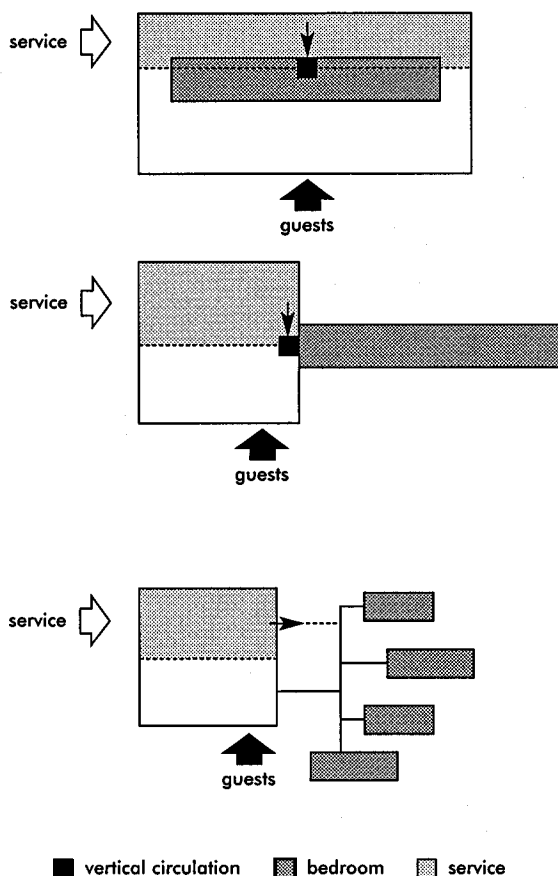 service
guests
service
guests
service
guests
vertical circulation bedroom service